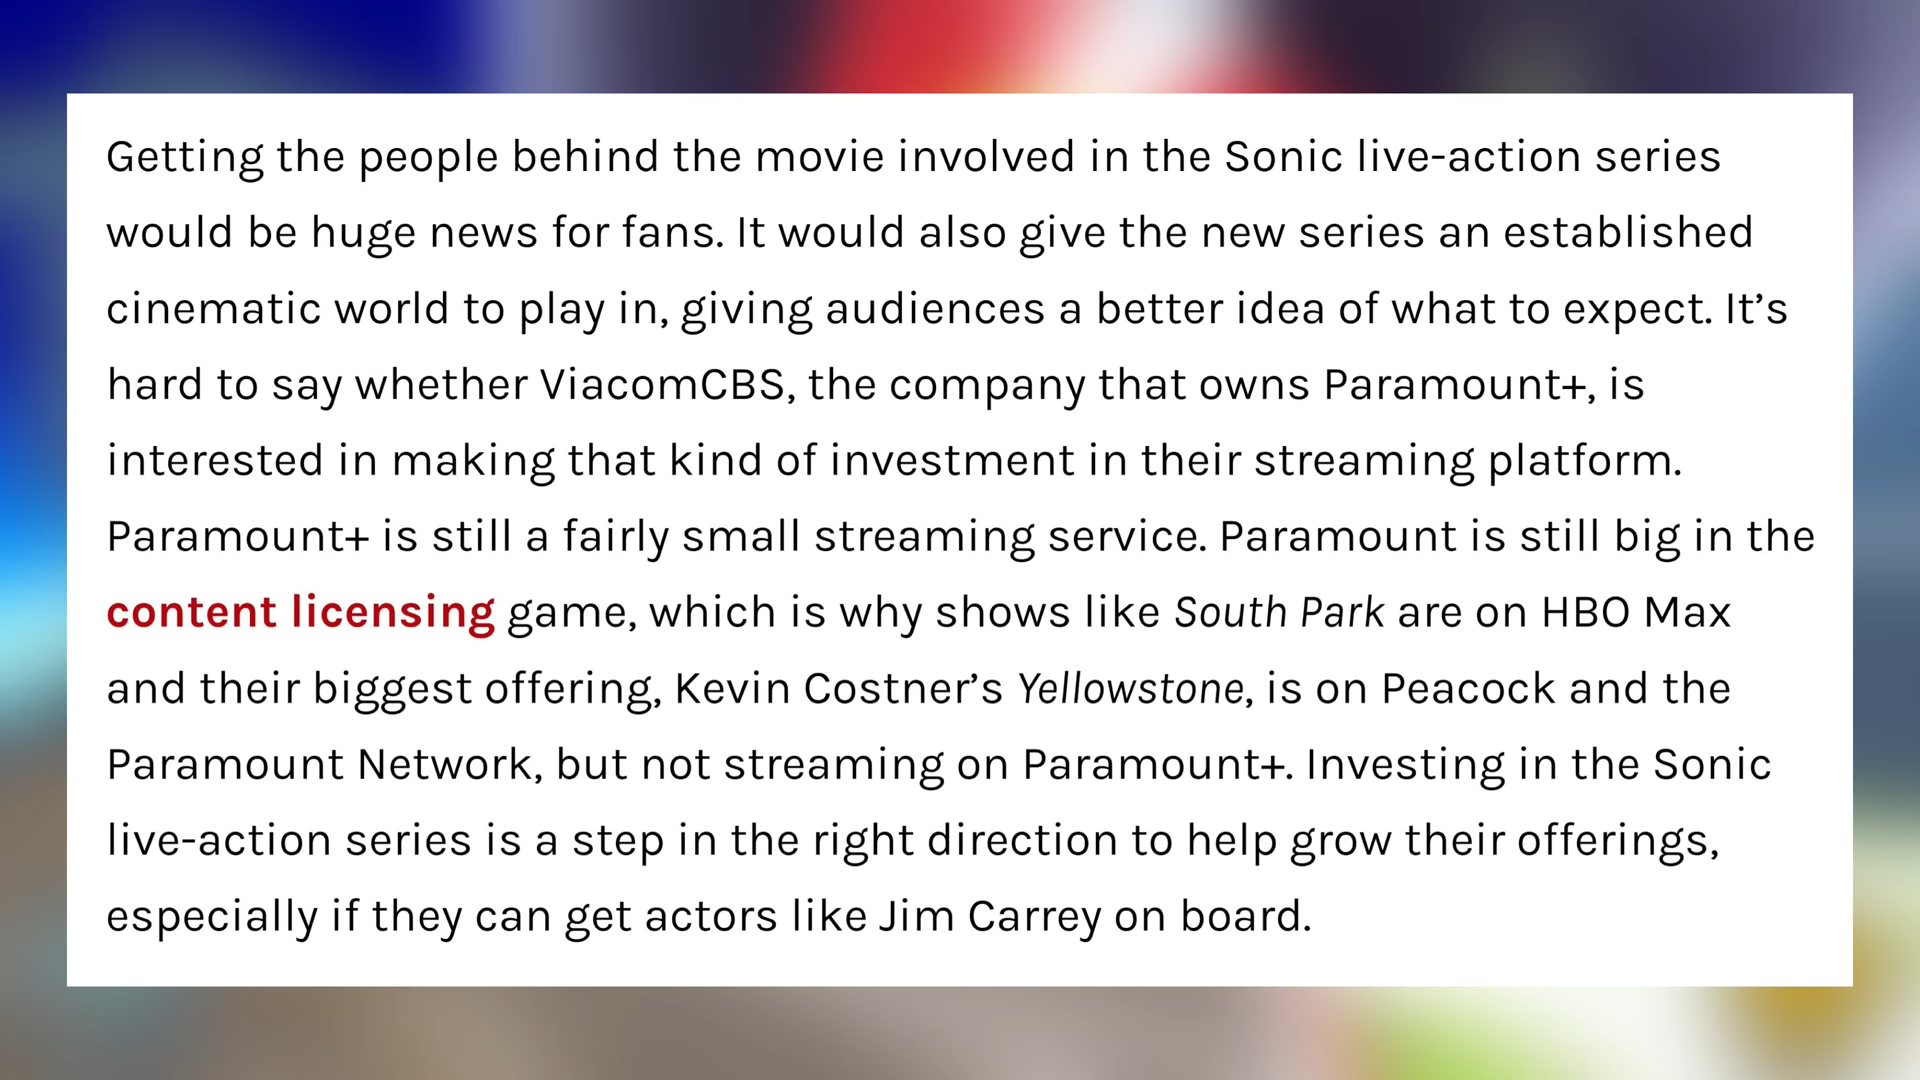 Getting the people behind the movie involved in the Sonic live-action series
would be huge news for fans. It would also give the new series an established
cinematic world to play in, giving audiences a better idea of what to expect. It’s
hard to say whether ViacomCBS, the company that owns Paramount+, is
interested in making that kind of investment in their streaming platform.
Paramount+ is still a fairly small streaming service. Paramount is still big in the
content licensing game, which is why shows like South Park are on HBO Max
and their biggest offering, Kevin Costner’s Yellowstone, is on Peacock and the
Paramount Network, but not streaming on Paramount+. Investing in the Sonic
live-action series is a step in the right direction to help grow their offerings,
especially if they can get actors like Jim Carrey on board.